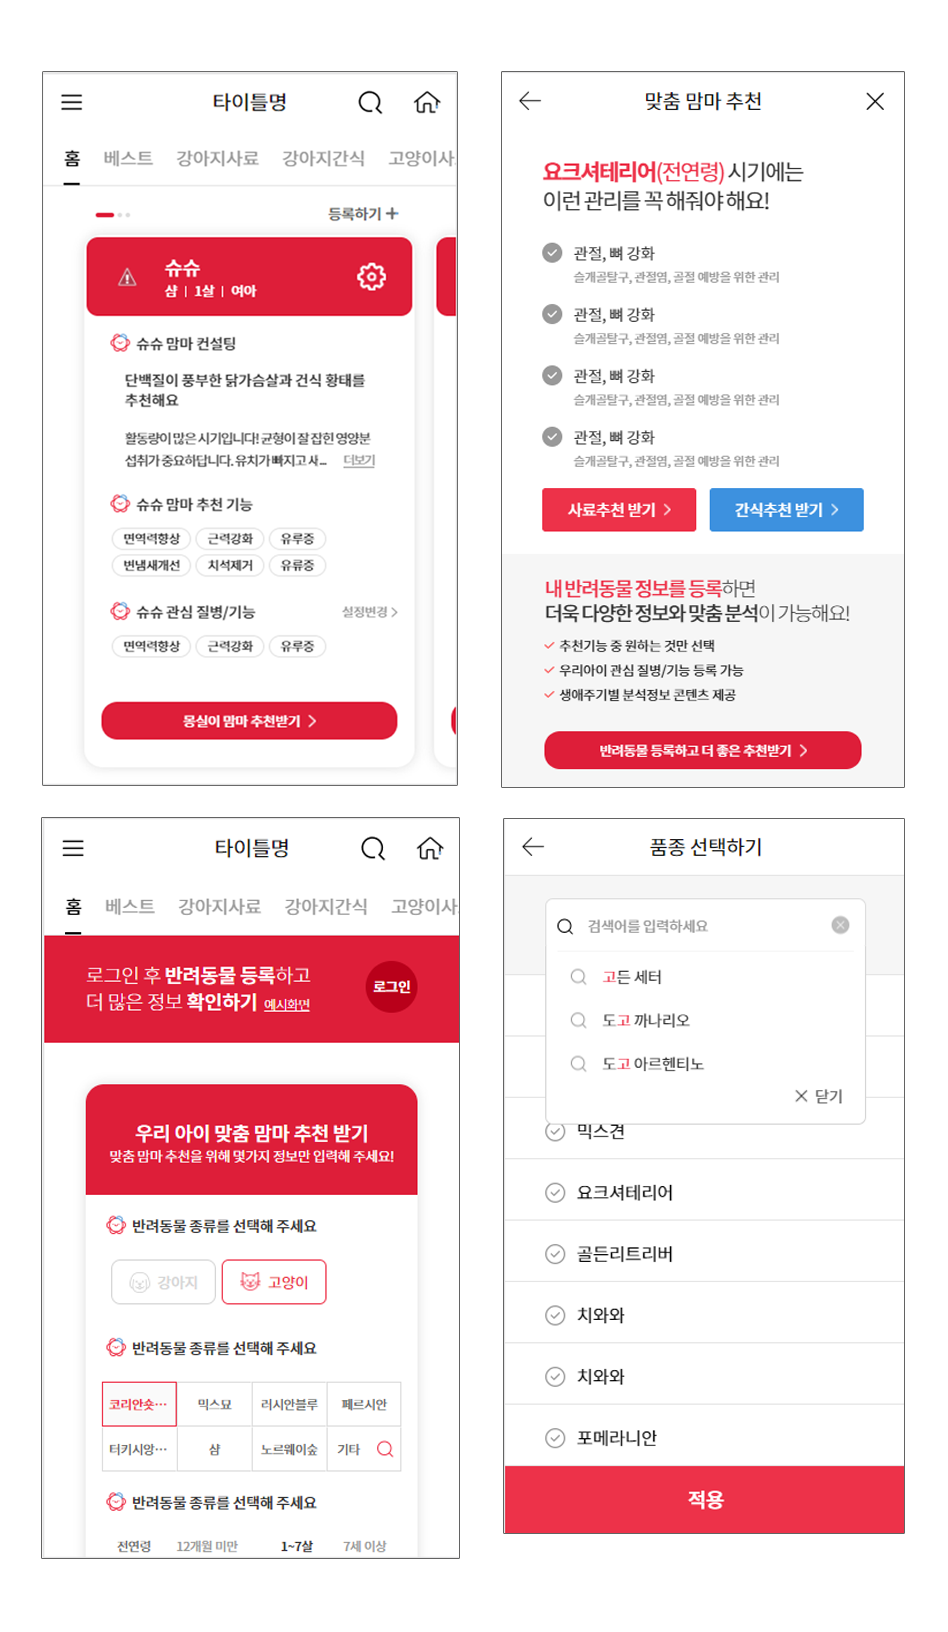 타이틀명
홈 베스트 강아지사료 강아지간식 고양이사
등록하기 +
슈슈
샴 | 1살 | 여아
슈슈 맘마 컨설팅
단백질이 풍부한 닭가슴살과 건식 황태를
추천해요
활동량이 많은 시기입니다! 균형이 잘 잡힌 영양분
섭취가 중요하답니다. 유치가 빠지고 사... 더보기
슈슈 맘마 추천 기능
면역력향상 근력강화 유루증
변냄새개선 치석제거 유류증
슈슈 관심 질병/기능 설정변경 >
면역력향상 근력강화 유루증
몽실이 맘마 추천받기 >
맞춤 맘마 추천
요크셔테리어(전연령) 시기에는
이런 관리를 꼭 해줘야 해요!
관절, 뼈 강화
슬개골탈구, 관절염, 골절 예방을 위한 관리
관절, 뼈 강화
슬개골탈구, 관절염, 골절 예방을 위한 관리
관절, 뼈 강화
슬개골탈구, 관절염, 골절 예방을 위한 관리
관절, 뼈 강화
슬개골탈구, 관절염, 골절 예방을 위한 관리
사료추천 받기 > 간식추천 받기 >
내 반려동물 정보를 등록하면
더욱 다양한 정보와 맞춤 분석이 가능해요!
추천기능 중 원하는 것만 선택
우리아이 관심 질병/기능 등록 가능
생애주기별 분석정보 콘텐츠 제공
반려동물 등록하고 더 좋은 추천받기 >
타이틀명
홈 베스트 강아지사료 강아지간식 고양이사
로그인 후 반려동물 등록하고
더 많은 정보 확인하기 예시화면
로그인
우리 아이 맞춤 맘마 추천 받기
맞춤 맘마 추천을 위해 몇가지 정보만 입력해 주세요!
반려동물 종류를 선택해 주세요
강아지 고양이
반려동물 종류를 선택해 주세요
코리안숏... 믹스묘 러시안블루 페르시안
터키시앙... 샴 노르웨이숲 기타
반려동물 종류를 선택해 주세요
전연령 12개월 미만 1~7살 7세 이상
품종 선택하기
검색어를 입력하세요
고든 세터
도고 까나리오
도고 아르헨티노
닫기
믹스견
요크셔테리어
골든리트리버
치와와
치와와
포메라니안
적용